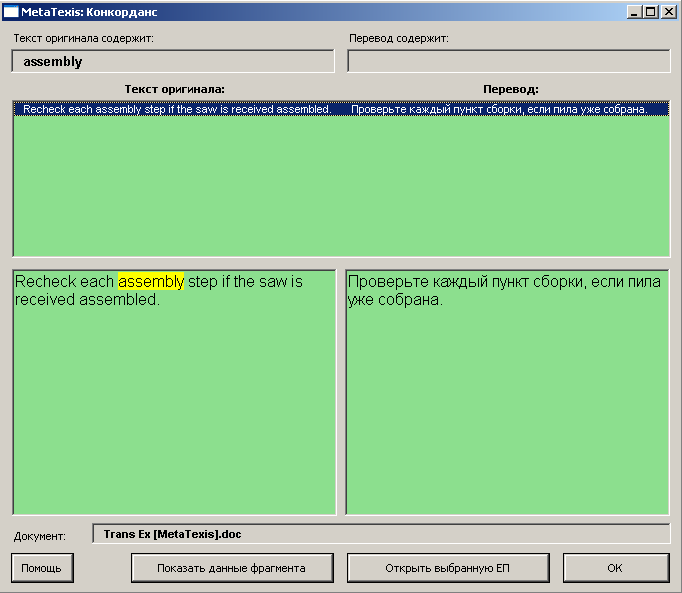 MetaTexis: Конкорданс
Текст оригинала содержит:
Перевод содержит:
assembly
Текст оригинала:
Перевод:
Recheck each assembly step if the saw is received assembled.
Проверьте каждый пункт сборки, если пила уже собрана.
Recheck each assembly step if the saw is
received assembled.
Проверьте каждый пункт сборки, если пила
уже собрана.
Документ:
Trans Ex [MetaTexis].doc
Помощь
Показать данные фрагмента
Открыть выбранную ЕП
OK